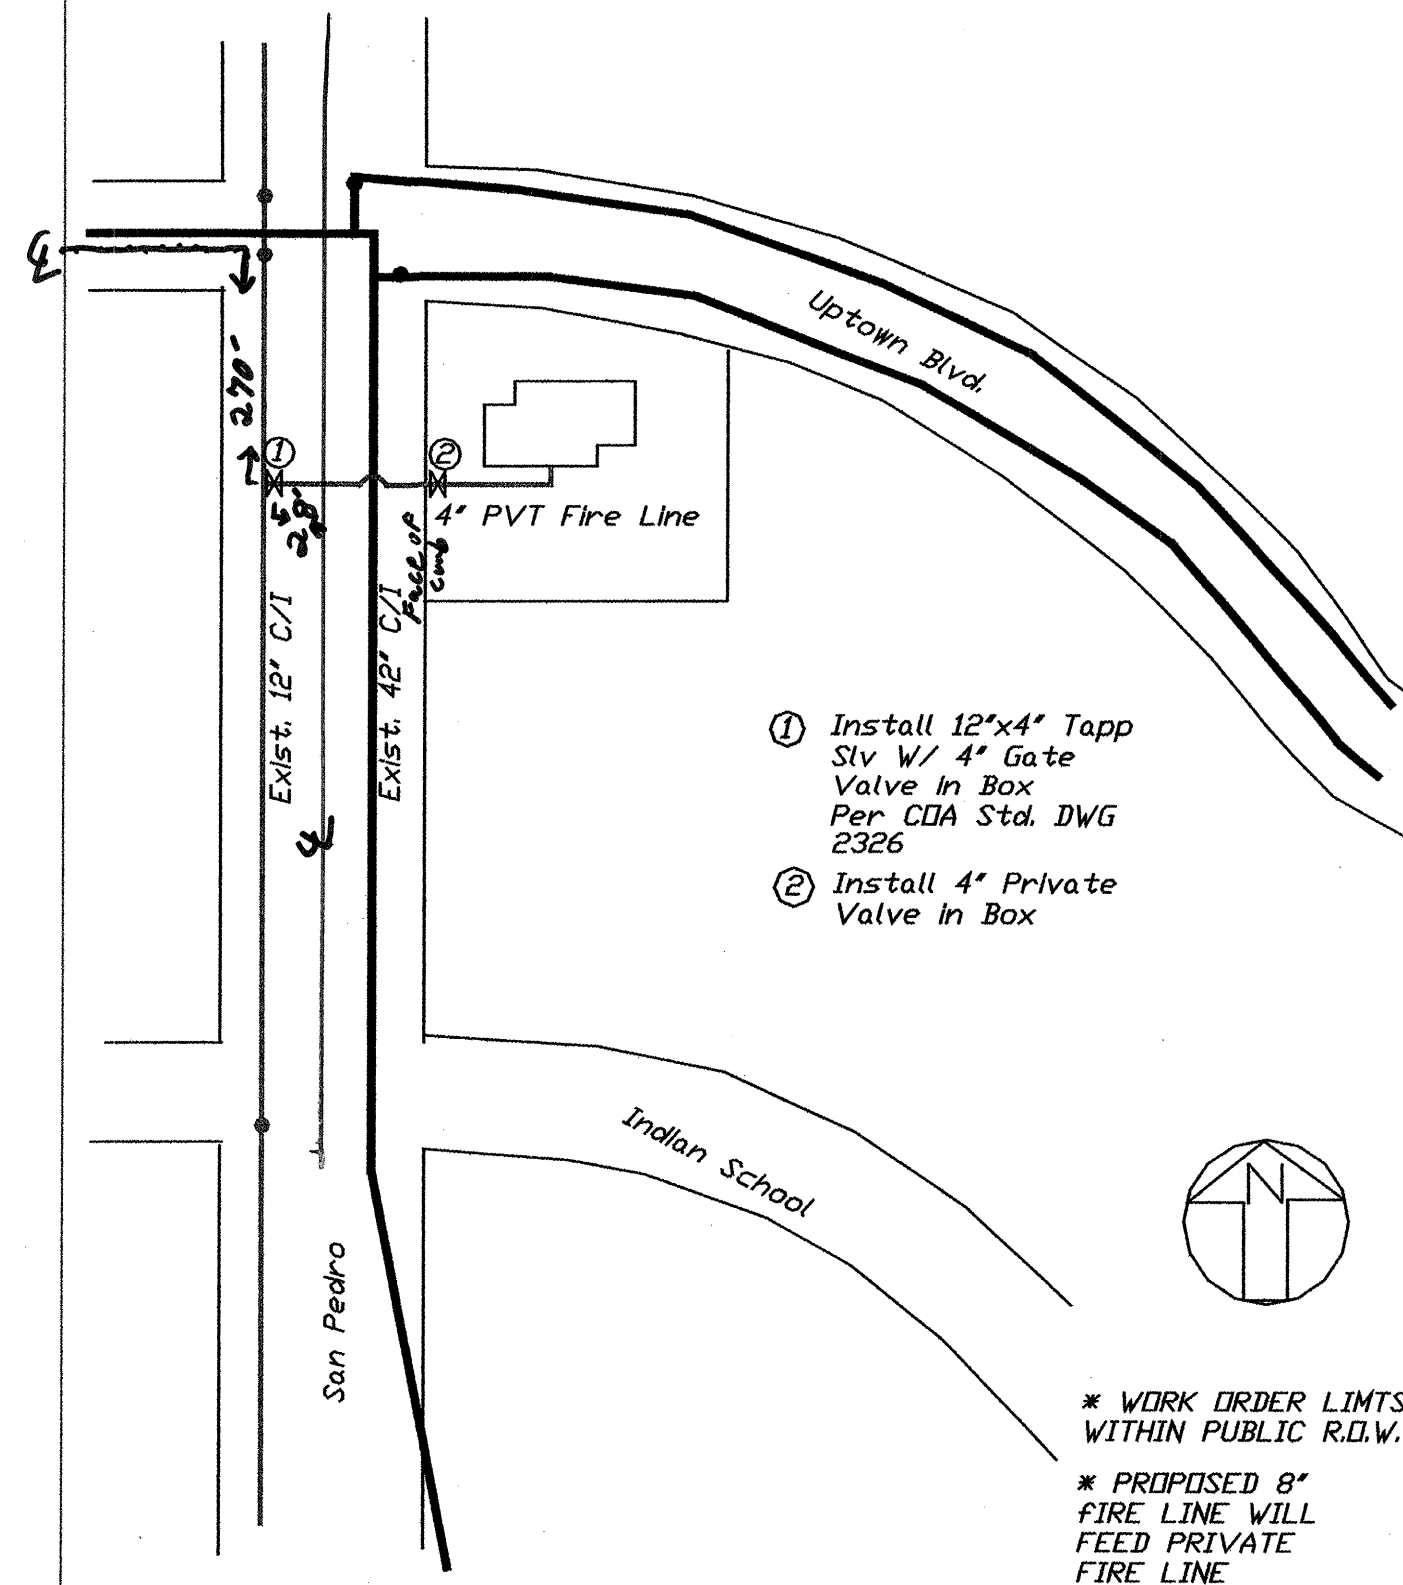 ℄
270'
Uptown Blvd.
①
②
28'
4" PVT Fire Line
Face of
curb
Exist. 12" C/I
Exist. 42" C/I
① Install 12"x4" Tapp
Slv W/ 4" Gate
Valve in Box
Per COA Std. DWG
2326
② Install 4" Private
Valve in Box
℄
Indian School
San Pedro
N
* WORK ORDER LIMTS
WITHIN PUBLIC R.O.W.
* PROPOSED 8"
fIRE LINE WILL
FEED PRIVATE
FIRE LINE